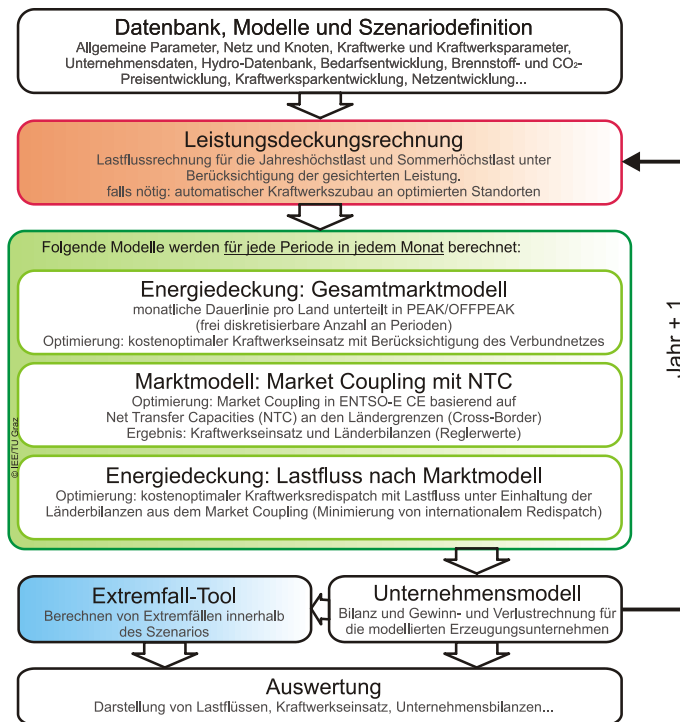 Datenbank, Modelle und Szenariodefinition
Allgemeine Parameter, Netz und Knoten, Kraftwerke und Kraftwerksparameter,
Unternehmensdaten, Hydro-Datenbank, Bedarfsentwicklung, Brennstoff- und CO₂-
Preisentwicklung, Kraftwerksparkentwicklung, Netzentwicklung...
Leistungsdeckungsrechnung
Lastflussrechnung für die Jahreshöchstlast und Sommerhöchstlast unter
Berücksichtigung der gesicherten Leistung.
falls nötig: automatischer Kraftwerkszubau an optimierten Standorten
Folgende Modelle werden für jede Periode in jedem Monat berechnet:
Energiedeckung: Gesamtmarktmodell
monatliche Dauerlinie pro Land unterteilt in PEAK/OFFPEAK
(frei diskretisierbare Anzahl an Perioden)
Optimierung: kostenoptimaler Kraftwerkseinsatz mit Berücksichtigung des Verbundnetzes
Marktmodell: Market Coupling mit NTC
Optimierung: Market Coupling in ENTSO-E CE basierend auf
Net Transfer Capacities (NTC) an den Ländergrenzen (Cross-Border)
Ergebnis: Kraftwerkseinsatz und Länderbilanzen (Reglerwerte)
Energiedeckung: Lastfluss nach Marktmodell
Optimierung: kostenoptimaler Kraftwerksredispatch mit Lastfluss unter Einhaltung der
Länderbilanzen aus dem Market Coupling (Minimierung von internationalem Redispatch)
© IEE/TU Graz
Jahr + 1
Extremfall-Tool
Berechnen von Extremfällen innerhalb
des Szenarios
Unternehmensmodell
Bilanz und Gewinn- und Verlustrechnung für
die modellierten Erzeugungsunternehmen
Auswertung
Darstellung von Lastflüssen, Kraftwerkseinsatz, Unternehmensbilanzen...